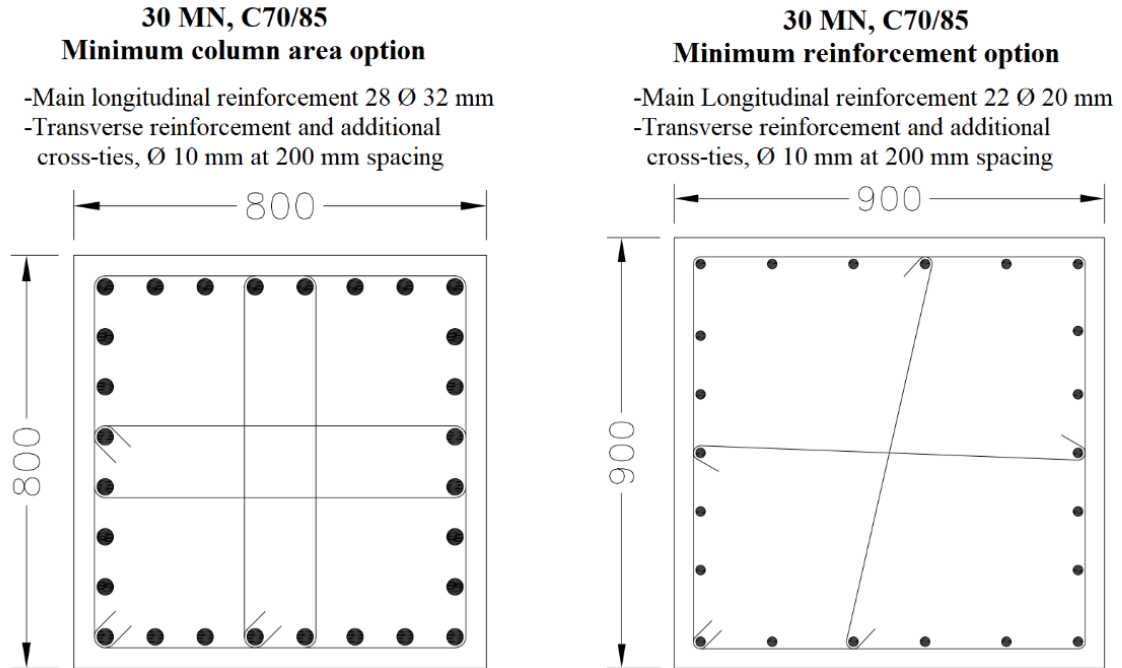 30 MN, C70/85
Minimum column area option
-Main longitudinal reinforcement 28 Ø 32 mm
-Transverse reinforcement and additional
cross-ties, Ø 10 mm at 200 mm spacing
800
800
30 MN, C70/85
Minimum reinforcement option
-Main Longitudinal reinforcement 22 Ø 20 mm
-Transverse reinforcement and additional
cross-ties, Ø 10 mm at 200 mm spacing
900
900